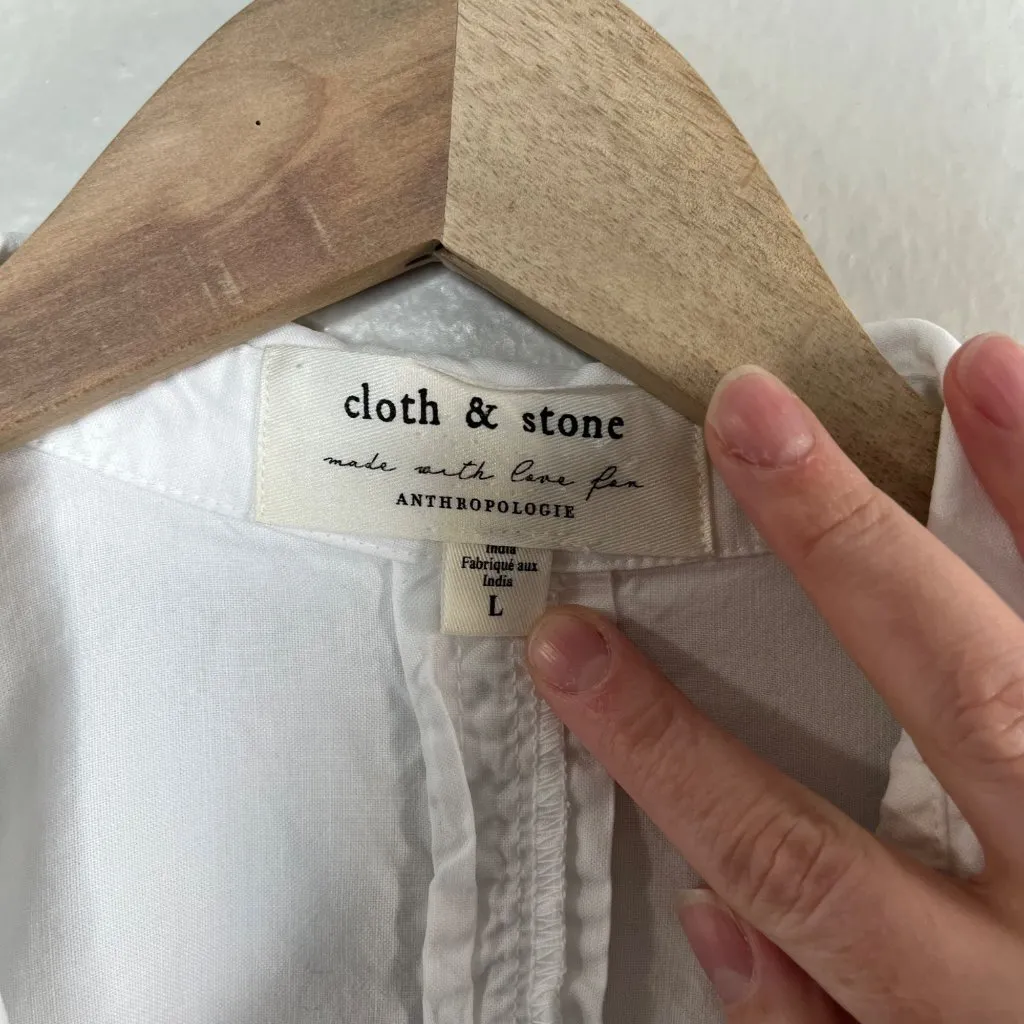 cloth & stone
made with love for
ANTHROPOLOGIE
India
Fabriqué aux
India
L